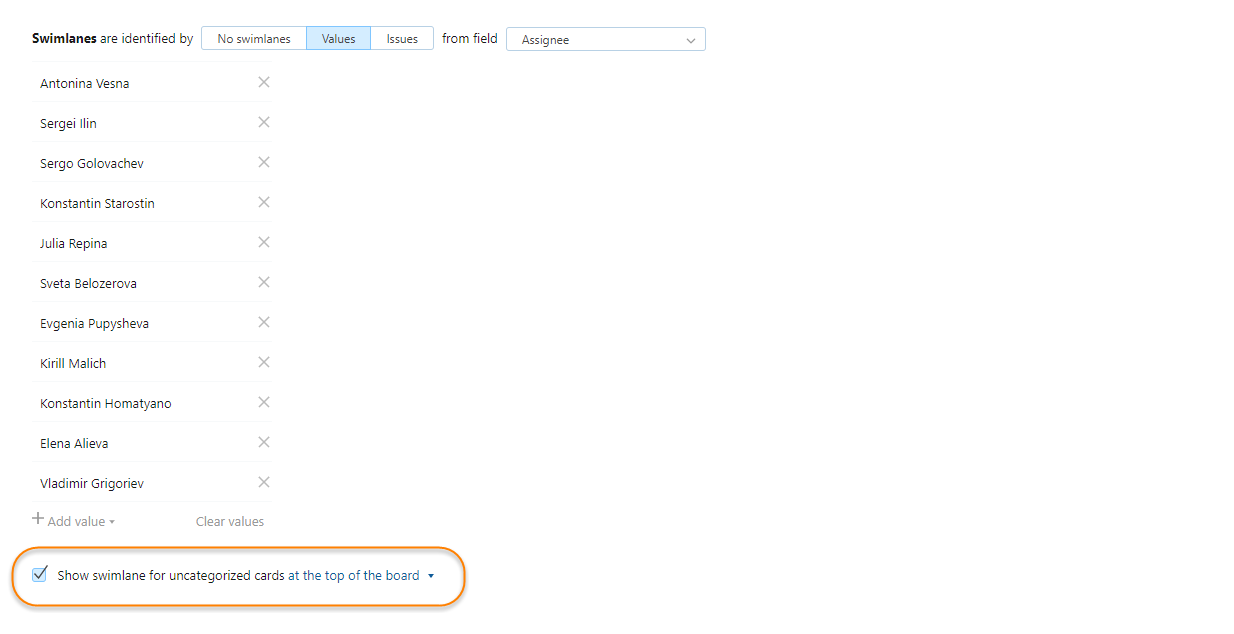 Swimlanes are identified by No swimlanes Values Issues from field Assignee
Antonina Vesna
Sergei Ilin
Sergo Golovachev
Konstantin Starostin
Julia Repina
Sveta Belozerova
Evgenia Pupysheva
Kirill Malich
Konstantin Homatyano
Elena Alieva
Vladimir Grigoriev
Add value Clear values
Show swimlane for uncategorized cards at the top of the board